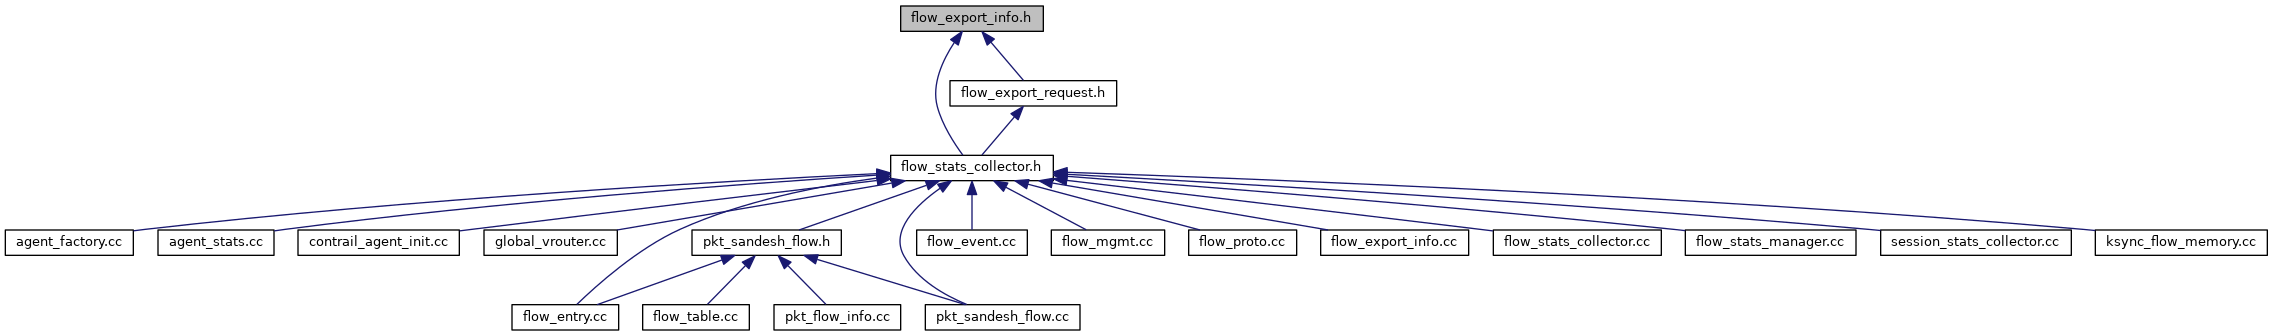 flow_export_info.h
flow_export_request.h
flow_stats_collector.h
agent_factory.cc
agent_stats.cc
contrail_agent_init.cc
global_vrouter.cc
pkt_sandesh_flow.h
flow_event.cc
flow_mgmt.cc
flow_proto.cc
flow_export_info.cc
flow_stats_collector.cc
flow_stats_manager.cc
session_stats_collector.cc
ksync_flow_memory.cc
flow_entry.cc
flow_table.cc
pkt_flow_info.cc
pkt_sandesh_flow.cc